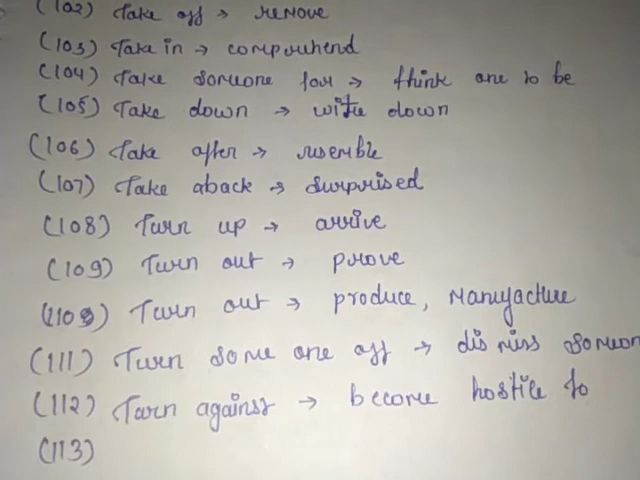 (102) Take off → remove
(103) Take in → comprehend
(104) Take someone for → think one to be
(105) Take down → write down
(106) Take after → resemble
(107) Take aback → surprised
(108) Turn up → arrive
(109) Turn out → prove
(110) Turn out → produce, Manufacture
(111) Turn some one off → dismiss someon
(112) Turn against → become hostile to
(113)